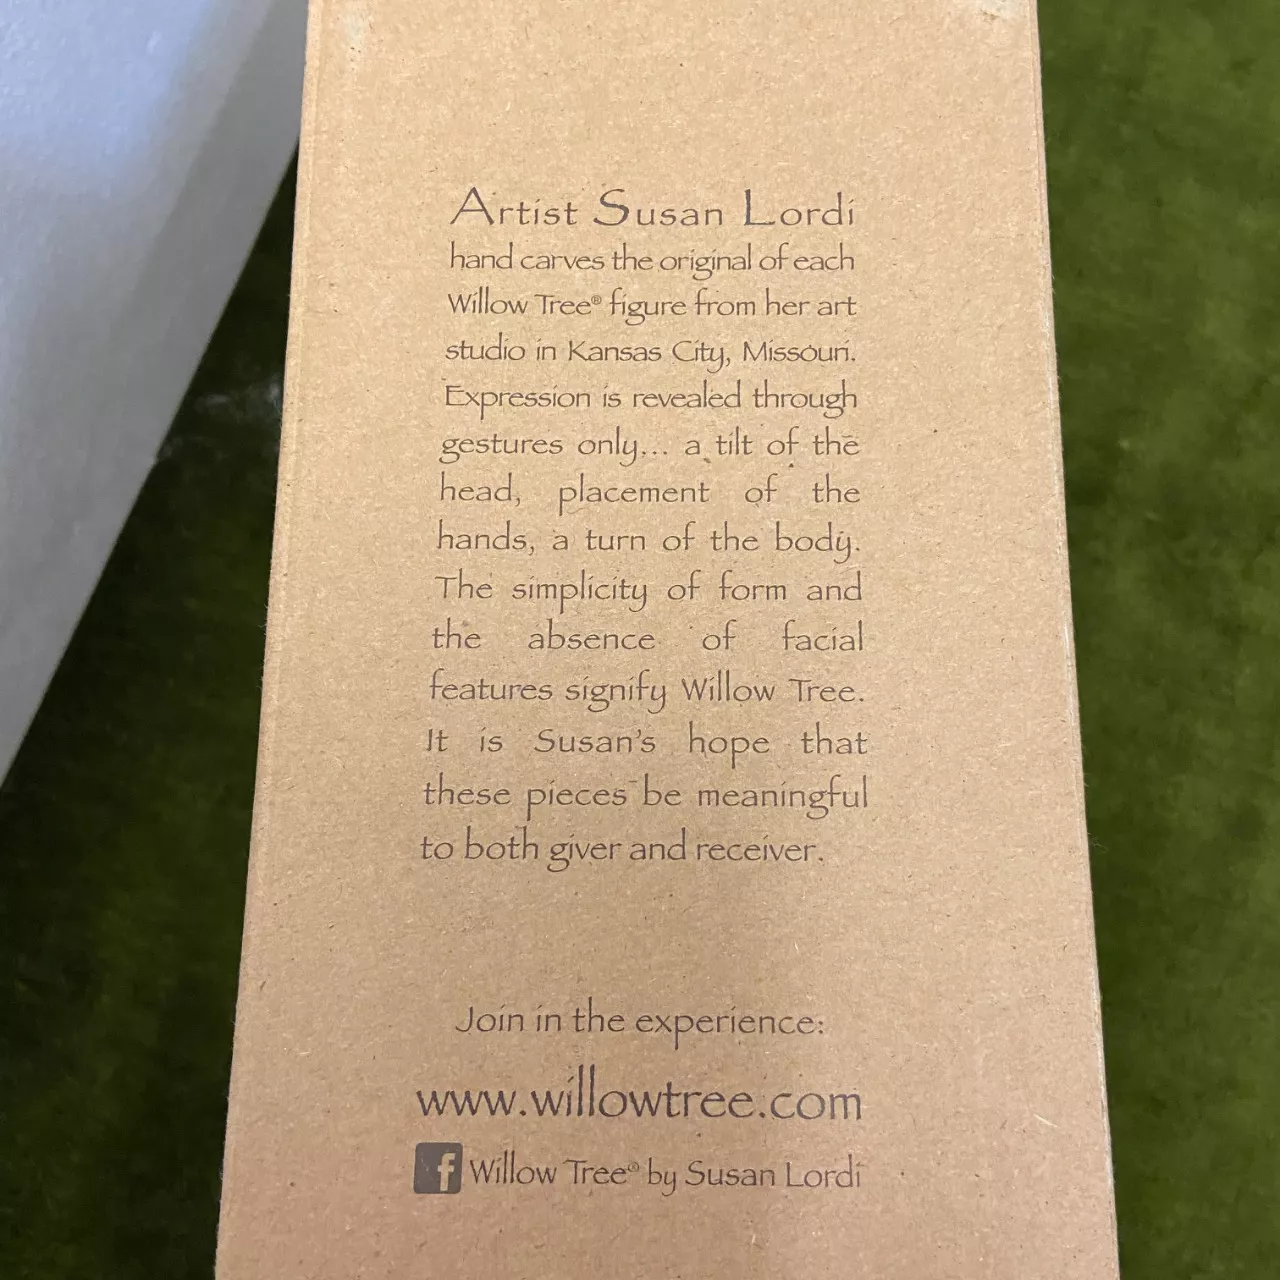 Artist Susan Lordi
hand carves the original of each
Willow Tree® figure from her art
studio in Kansas City, Missouri.
Expression is revealed through
gestures only... a tilt of the
head, placement of the
hands, a turn of the body.
The simplicity of form and
the absence of facial
features signify Willow Tree.
It is Susan's hope that
these pieces be meaningful
to both giver and receiver.
Join in the experience:
www.willowtree.com
f Willow Tree® by Susan Lordi